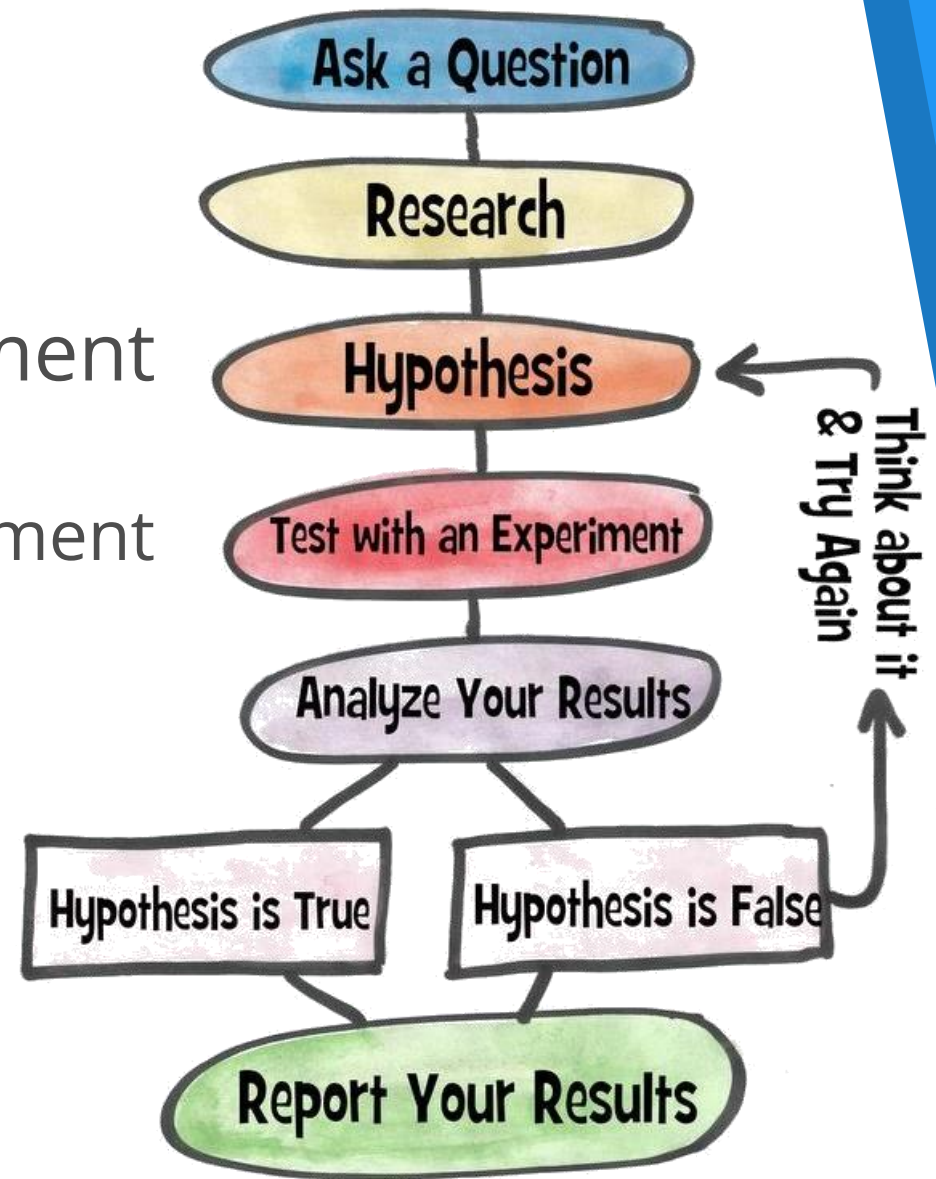 Ask a Question
Research
Hypothesis
Test with an Experiment
Analyze Your Results
Hypothesis is True
Hypothesis is False
Think about it
& Try Again
Report Your Results
ment
ment